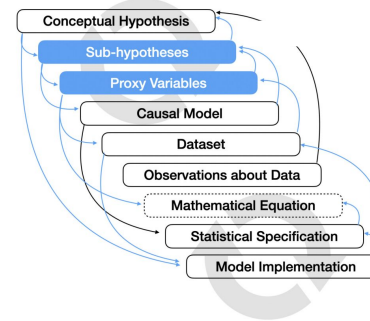 Conceptual Hypothesis
Sub-hypotheses
Proxy Variables
Causal Model
Dataset
Observations about Data
Mathematical Equation
Statistical Specification
Model Implementation